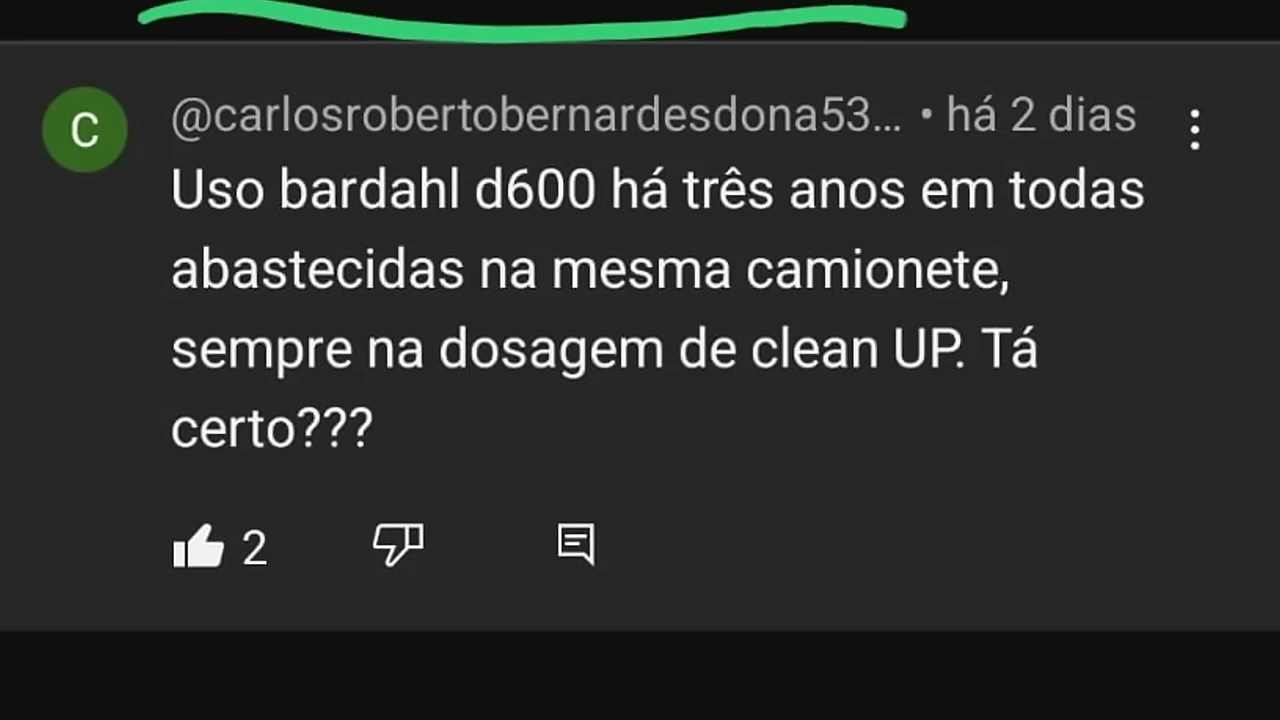 C
@carlosrobertobernardesdona53... • há 2 dias
Uso bardahl d600 há três anos em todas
abastecidas na mesma camionete,
sempre na dosagem de clean UP. Tá
certo???
2